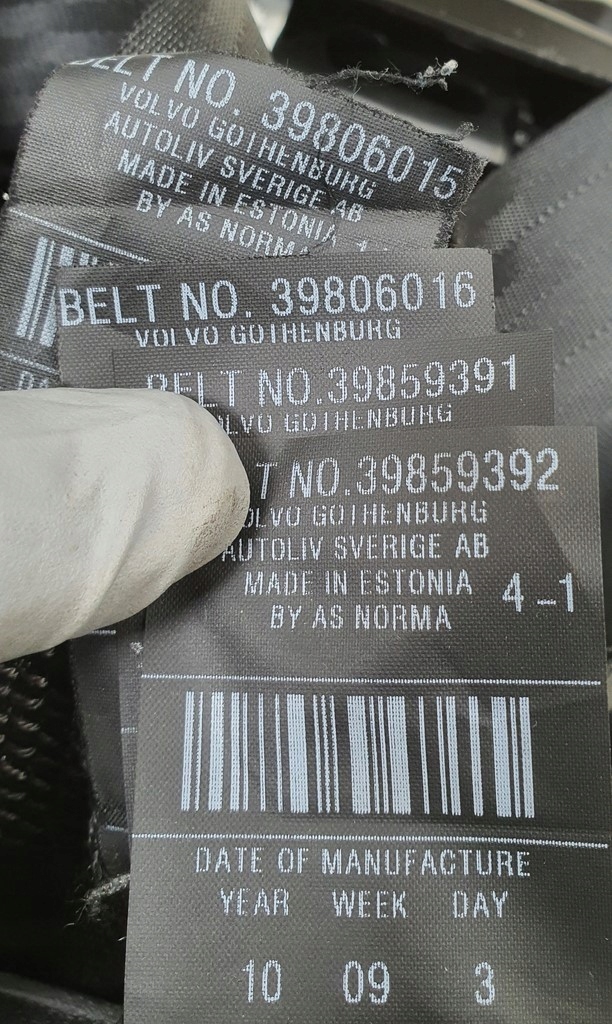 BELT NO. 39806015
VOLVO GOTHENBURG
AUTOLIV SVERIGE AB
MADE IN ESTONIA
BY AS NORMA
BELT NO. 39806016
VOLVO GOTHENBURG
BELT NO.39859391
VOLVO GOTHENBURG
NO.39859392
VOLVO GOTHENBURG
AUTOLIV SVERIGE AB
MADE IN ESTONIA 4-1
BY AS NORMA
DATE OF MANUFACTURE
YEAR WEEK DAY
10 09 3